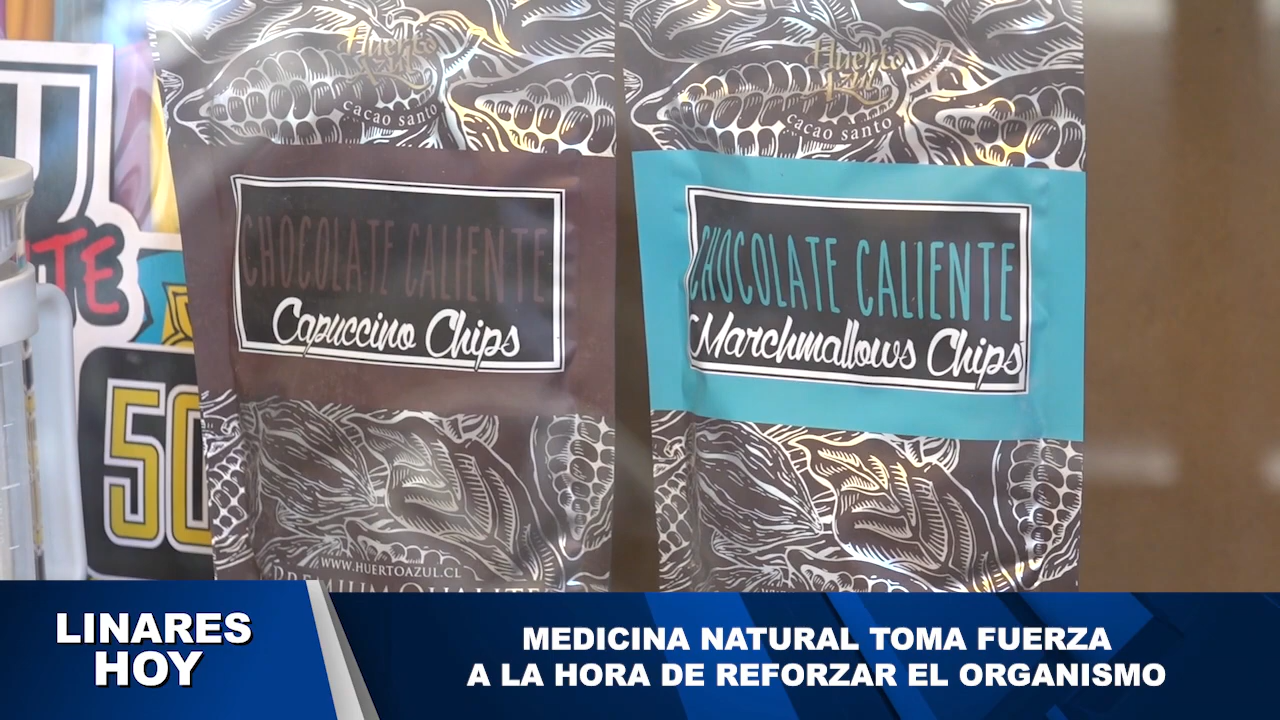 Huerto
Azul
cacao santo
CHOCOLATE CALIENTE
Capuccino Chips
WWW.HUERTOAZUL.CL
Huerto
Azul
cacao santo
CHOCOLATE CALIENTE
Marchmallows Chips
50
LINARES
HOY
MEDICINA NATURAL TOMA FUERZA
A LA HORA DE REFORZAR EL ORGANISMO